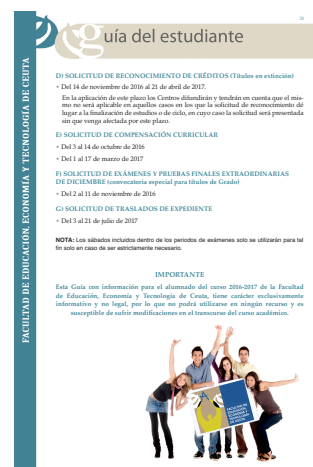 28
guía del estudiante
FACULTAD DE EDUCACIÓN, ECONOMÍA Y TECNOLOGÍA DE CEUTA
D) SOLICITUD DE RECONOCIMIENTO DE CRÉDITOS (Títulos en extinción)
• Del 14 de noviembre de 2016 al 21 de abril de 2017.
En la aplicación de este plazo los Centros difundirán y tendrán en cuenta que el mis-
mo no será aplicable en aquellos casos en los que la solicitud de reconocimiento dé
lugar a la finalización de estudios o de ciclo, en cuyo caso la solicitud será presentada
sin que venga afectada por este plazo.
E) SOLICITUD DE COMPENSACIÓN CURRICULAR
• Del 3 al 14 de octubre de 2016
• Del 1 al 17 de marzo de 2017
F) SOLICITUD DE EXÁMENES Y PRUEBAS FINALES EXTRAORDINARIAS
DE DICIEMBRE (convocatoria especial para títulos de Grado)
• Del 2 al 11 de noviembre de 2016
G) SOLICITUD DE TRASLADOS DE EXPEDIENTE
• Del 3 al 21 de julio de 2017
NOTA: Los sábados incluidos dentro de los periodos de exámenes solo se utilizarán para tal
fin solo en caso de ser estrictamente necesario.
IMPORTANTE
Esta Guía con información para el alumnado del curso 2016-2017 de la Facultad
de Educación, Economía y Tecnología de Ceuta, tiene carácter exclusivamente
informativo y no legal, por lo que no podrá utilizarse en ningún recurso y es
susceptible de sufrir modificaciones en el transcurso del curso académico.
FACULTAD DE
EDUCACIÓN
ECONOMÍA Y
TECNOLOGÍA
DE CEUTA